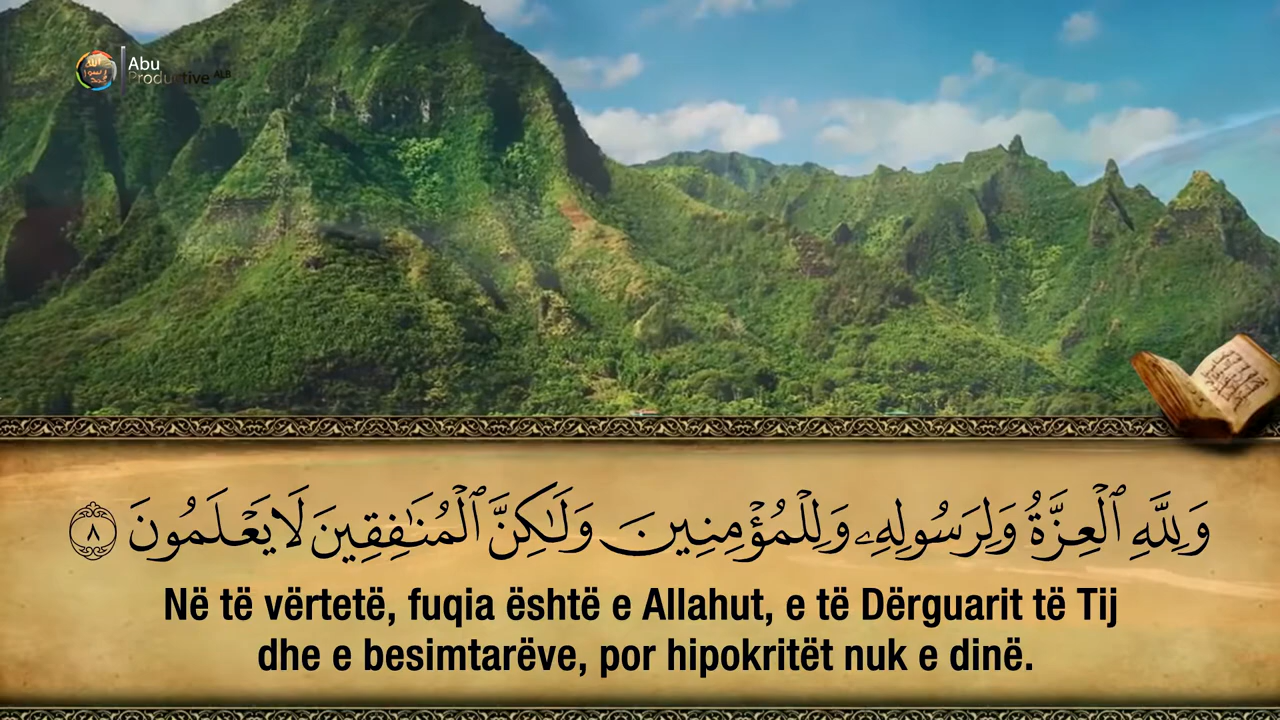 Abu
Productive ALB
وَلِلَّهِ ٱلْعِزَّةُ وَلِرَسُولِهِۦ وَلِلْمُؤْمِنِينَ وَلَٰكِنَّ ٱلْمُنَٰفِقِينَ لَا يَعْلَمُونَ ٨
Në të vërtetë, fuqia është e Allahut, e të Dërguarit të Tij
dhe e besimtarëve, por hipokritët nuk e dinë.